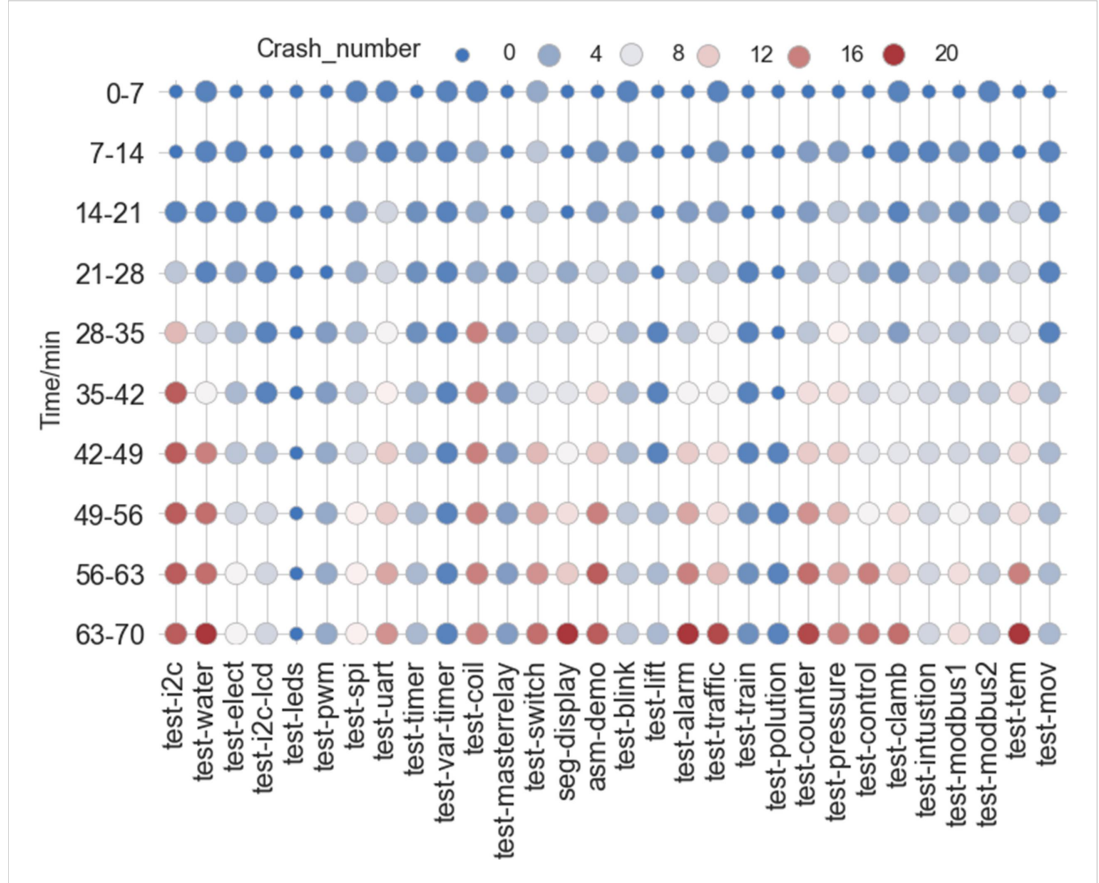 Crash_number 0 4 8 12 16 20
0-7
7-14
14-21
21-28
28-35
35-42
42-49
49-56
56-63
63-70
Time/min
test-i2c
test-water
test-elect
test-i2c-lcd
test-leds
test-pwm
test-spi
test-uart
test-timer
test-var-timer
test-coil
test-masterrelay
test-switch
seg-display
asm-demo
test-blink
test-lift
test-alarm
test-traffic
test-train
test-polution
test-counter
test-pressure
test-control
test-clamb
test-intustion
test-modbus1
test-modbus2
test-tem
test-mov